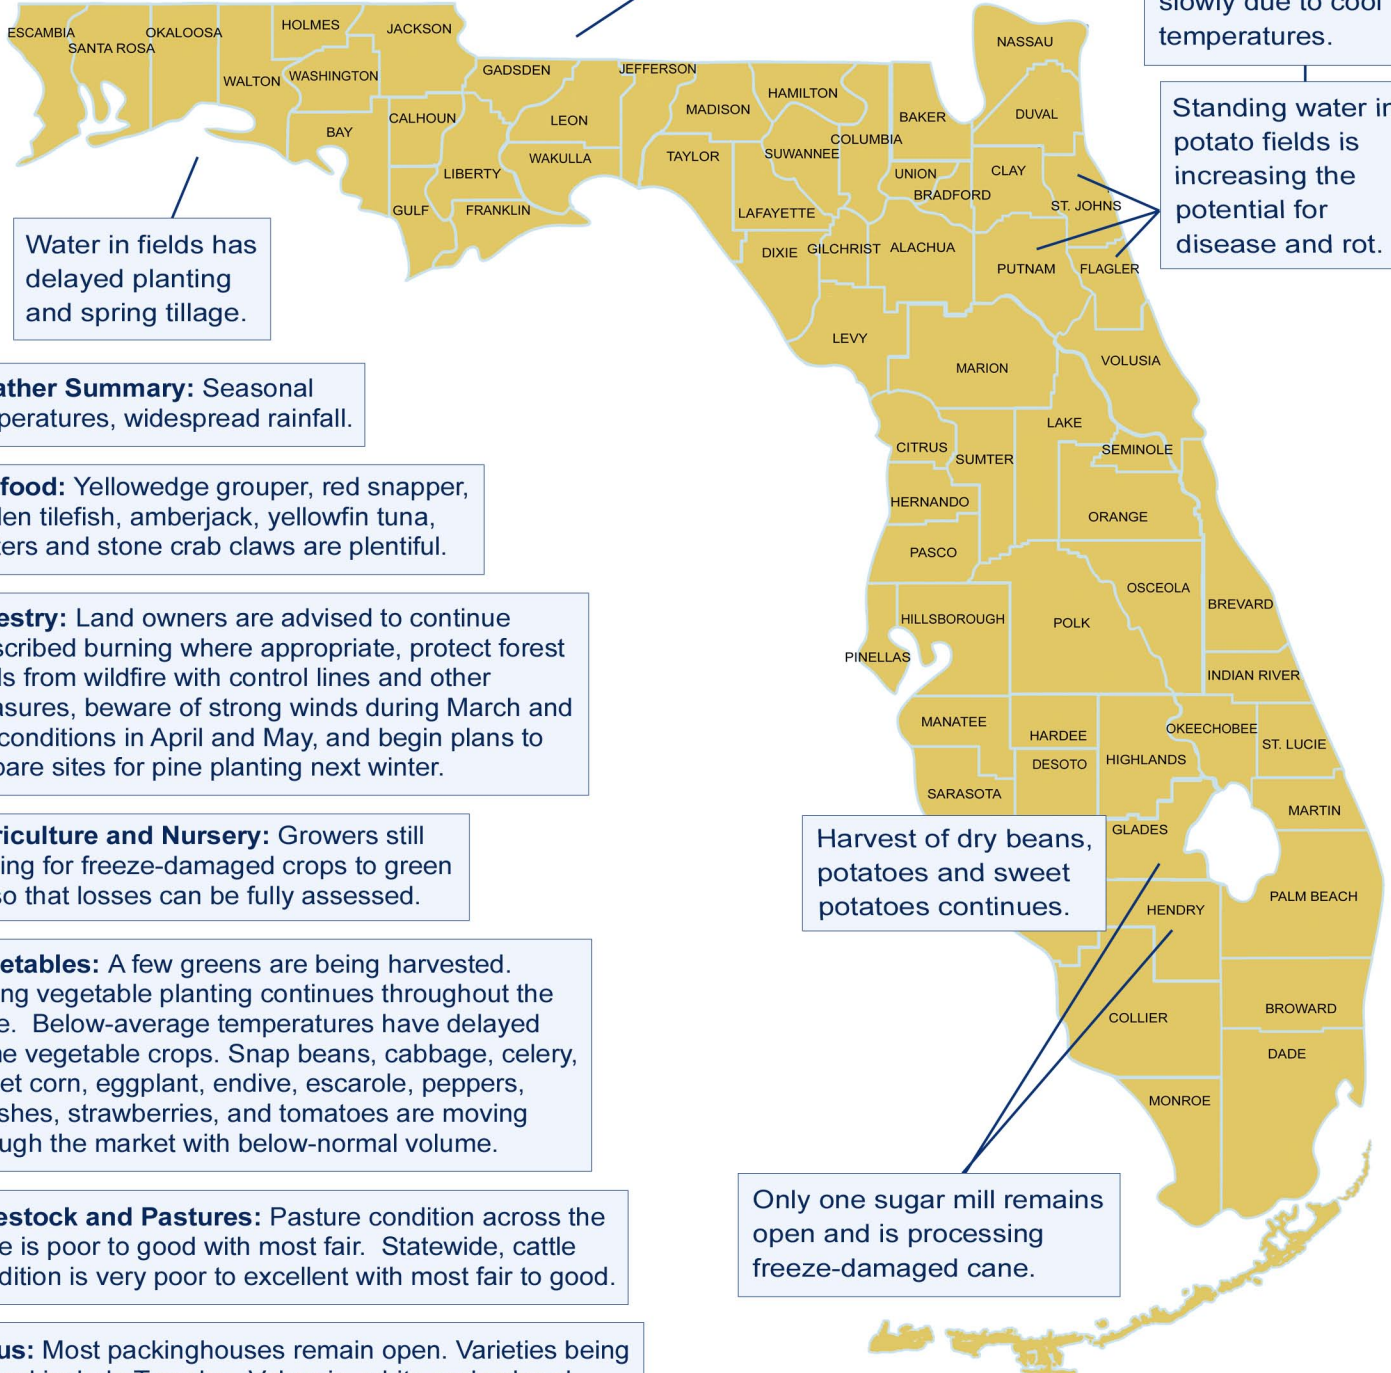 slowly due to cool
temperatures.
Standing water in
potato fields is
increasing the
potential for
disease and rot.
ESCAMBIA
SANTA ROSA
OKALOOSA
HOLMES
JACKSON
WALTON
WASHINGTON
BAY
CALHOUN
GADSDEN
LEON
LIBERTY
WAKULLA
GULF
FRANKLIN
JEFFERSON
MADISON
HAMILTON
TAYLOR
SUWANNEE
COLUMBIA
BAKER
NASSAU
DUVAL
LAFAYETTE
UNION
BRADFORD
CLAY
ST. JOHNS
DIXIE
GILCHRIST
ALACHUA
PUTNAM
FLAGLER
LEVY
MARION
VOLUSIA
LAKE
CITRUS
SUMTER
SEMINOLE
HERNANDO
ORANGE
PASCO
OSCEOLA
BREVARD
HILLSBOROUGH
POLK
PINELLAS
INDIAN RIVER
MANATEE
HARDEE
OKEECHOBEE
ST. LUCIE
DESOTO
HIGHLANDS
SARASOTA
MARTIN
GLADES
PALM BEACH
HENDRY
COLLIER
BROWARD
DADE
MONROE
Water in fields has
delayed planting
and spring tillage.
ather Summary: Seasonal
peratures, widespread rainfall.
food: Yellowedge grouper, red snapper,
len tilefish, amberjack, yellowfin tuna,
ters and stone crab claws are plentiful.
estry: Land owners are advised to continue
scribed burning where appropriate, protect forest
ls from wildfire with control lines and other
asures, beware of strong winds during March and
conditions in April and May, and begin plans to
pare sites for pine planting next winter.
riculture and Nursery: Growers still
ing for freeze-damaged crops to green
so that losses can be fully assessed.
etables: A few greens are being harvested.
ng vegetable planting continues throughout the
e. Below-average temperatures have delayed
ne vegetable crops. Snap beans, cabbage, celery,
et corn, eggplant, endive, escarole, peppers,
shes, strawberries, and tomatoes are moving
ugh the market with below-normal volume.
estock and Pastures: Pasture condition across the
e is poor to good with most fair. Statewide, cattle
dition is very poor to excellent with most fair to good.
us: Most packinghouses remain open. Varieties being
Harvest of dry beans,
potatoes and sweet
potatoes continues.
Only one sugar mill remains
open and is processing
freeze-damaged cane.